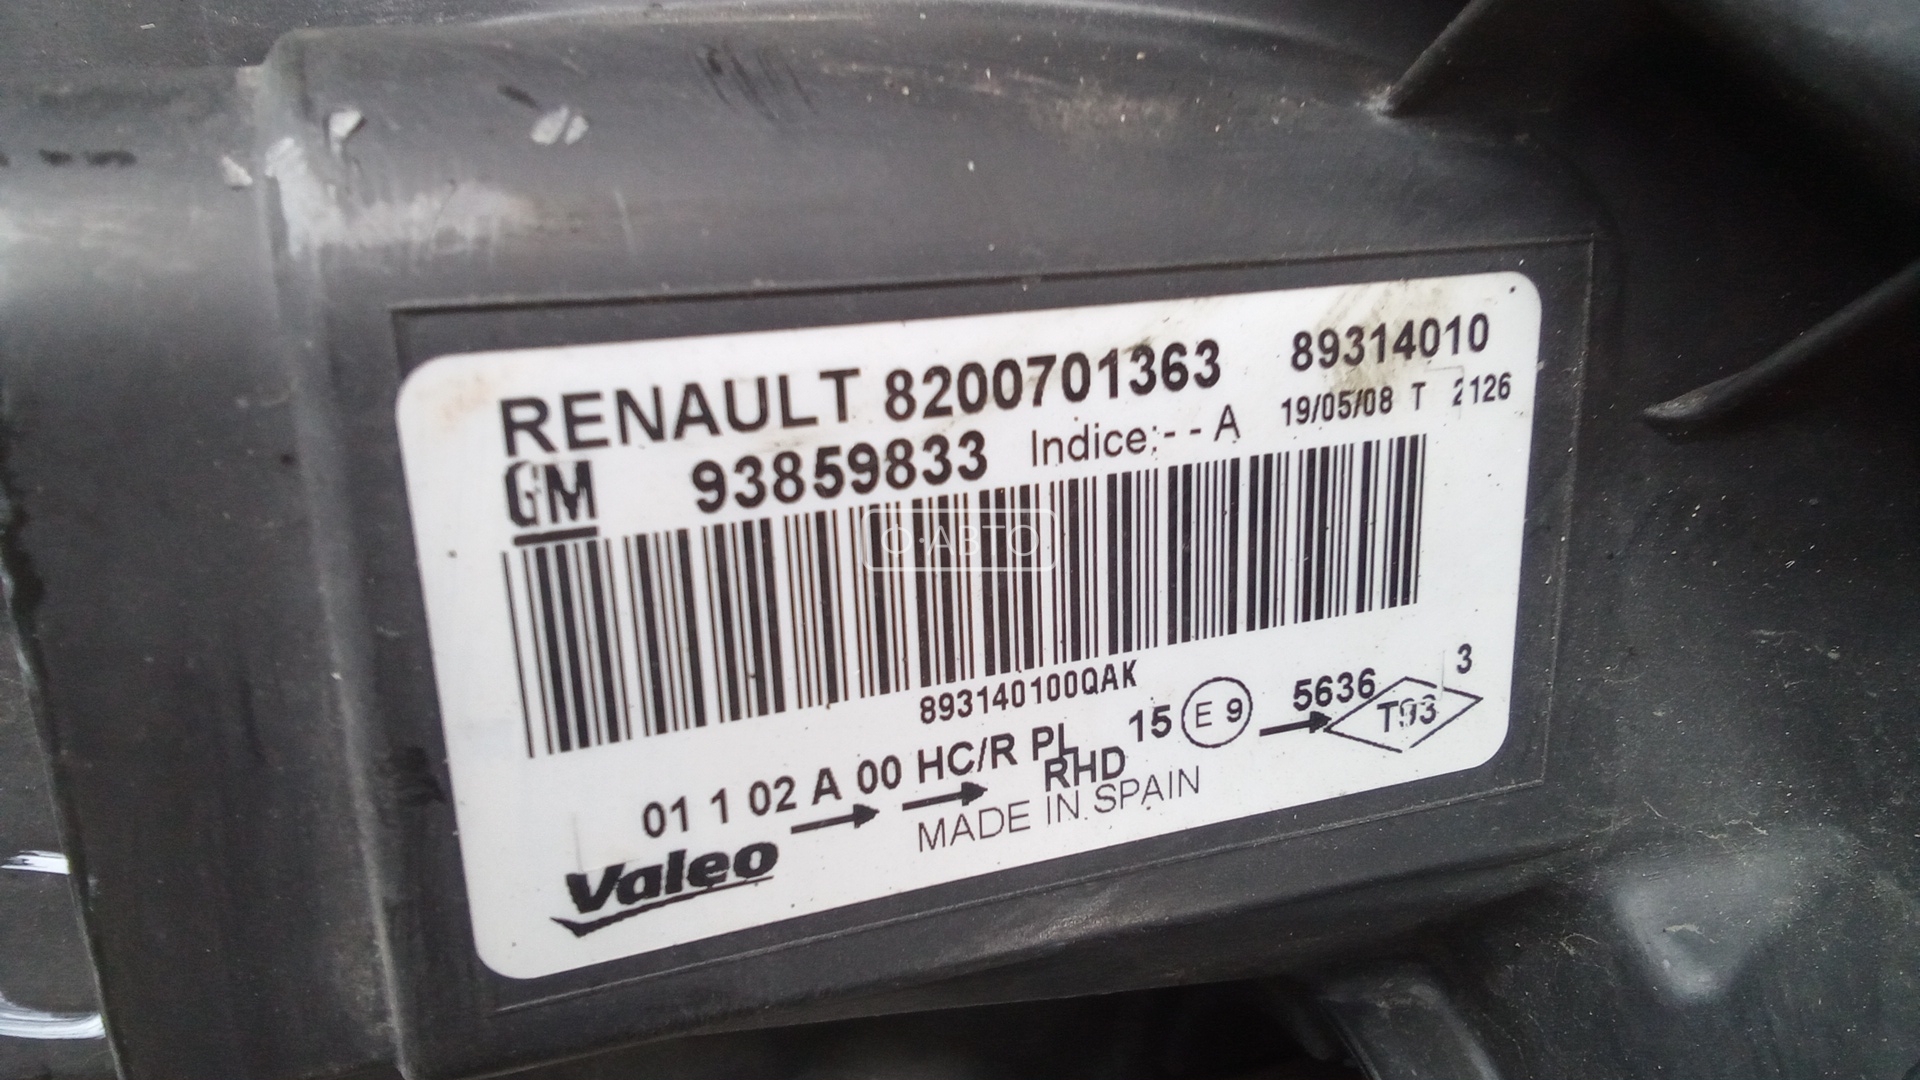 RENAULT 8200701363 89314010
GM 93859833 Indice:- - A 19/05/08 T 2126
О·АВТО
893140100QAK
01 1 02 A 00 HC/R PL 15 E 9 5636 T93 3
RHD
MADE IN SPAIN
Valeo